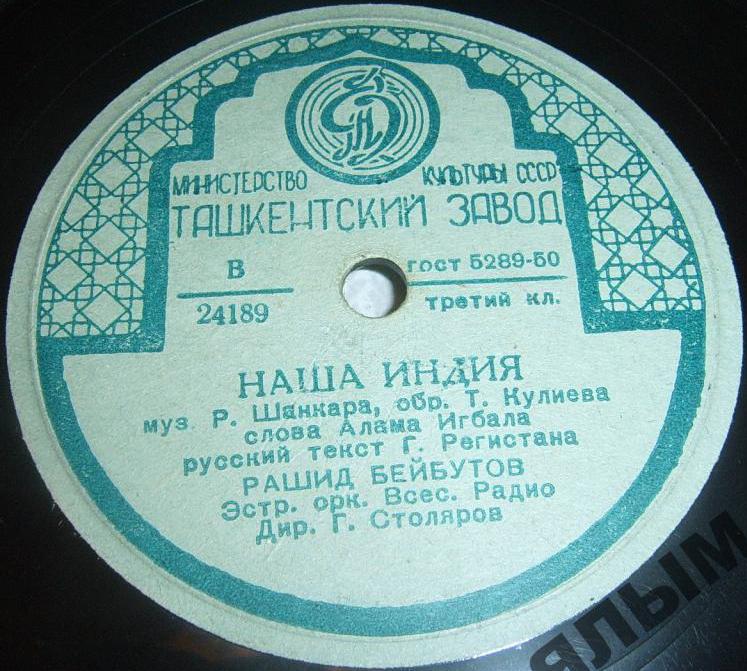 МИНИСТЕРСТВО КУЛЬТУРЫ СССР
ТАШКЕНТСКИЙ ЗАВОД
В
24189
ГОСТ 5289-50
третий кл.
НАША ИНДИЯ
муз. Р. Шанкара, обр. Т. Кулиева
слова Алама Игбала
русский текст Г. Регистана
РАШИД БЕЙБУТОВ
Эстр. орк. Всес. Радио
Дир. Г. Столяров
ЯЛЫМ